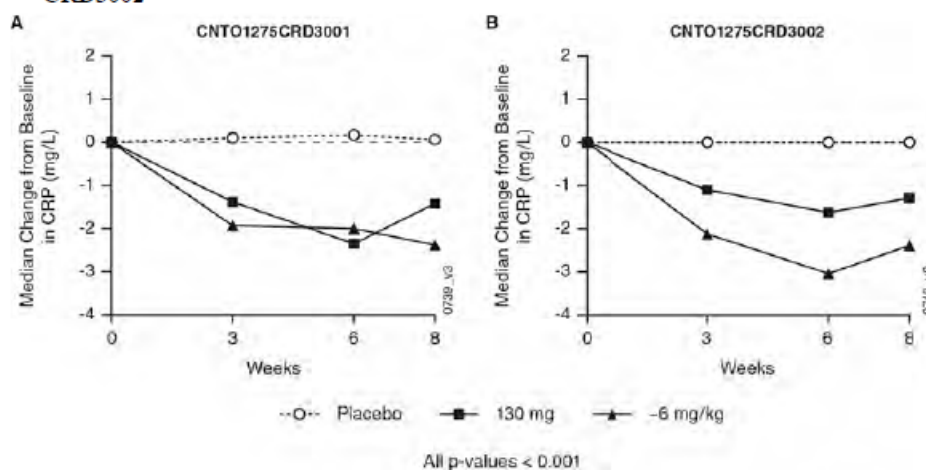 A
CNTO1275CRD3001
Median Change from Baseline
in CRP (mg/L)
2
1
0
-1
-2
-3
-4
0
3
6
8
Weeks
0739_v3
B
CNTO1275CRD3002
Median Change from Baseline
in CRP (mg/L)
2
1
0
-1
-2
-3
-4
0
3
6
8
Weeks
Placebo
130 mg
~6 mg/kg
All p-values < 0.001